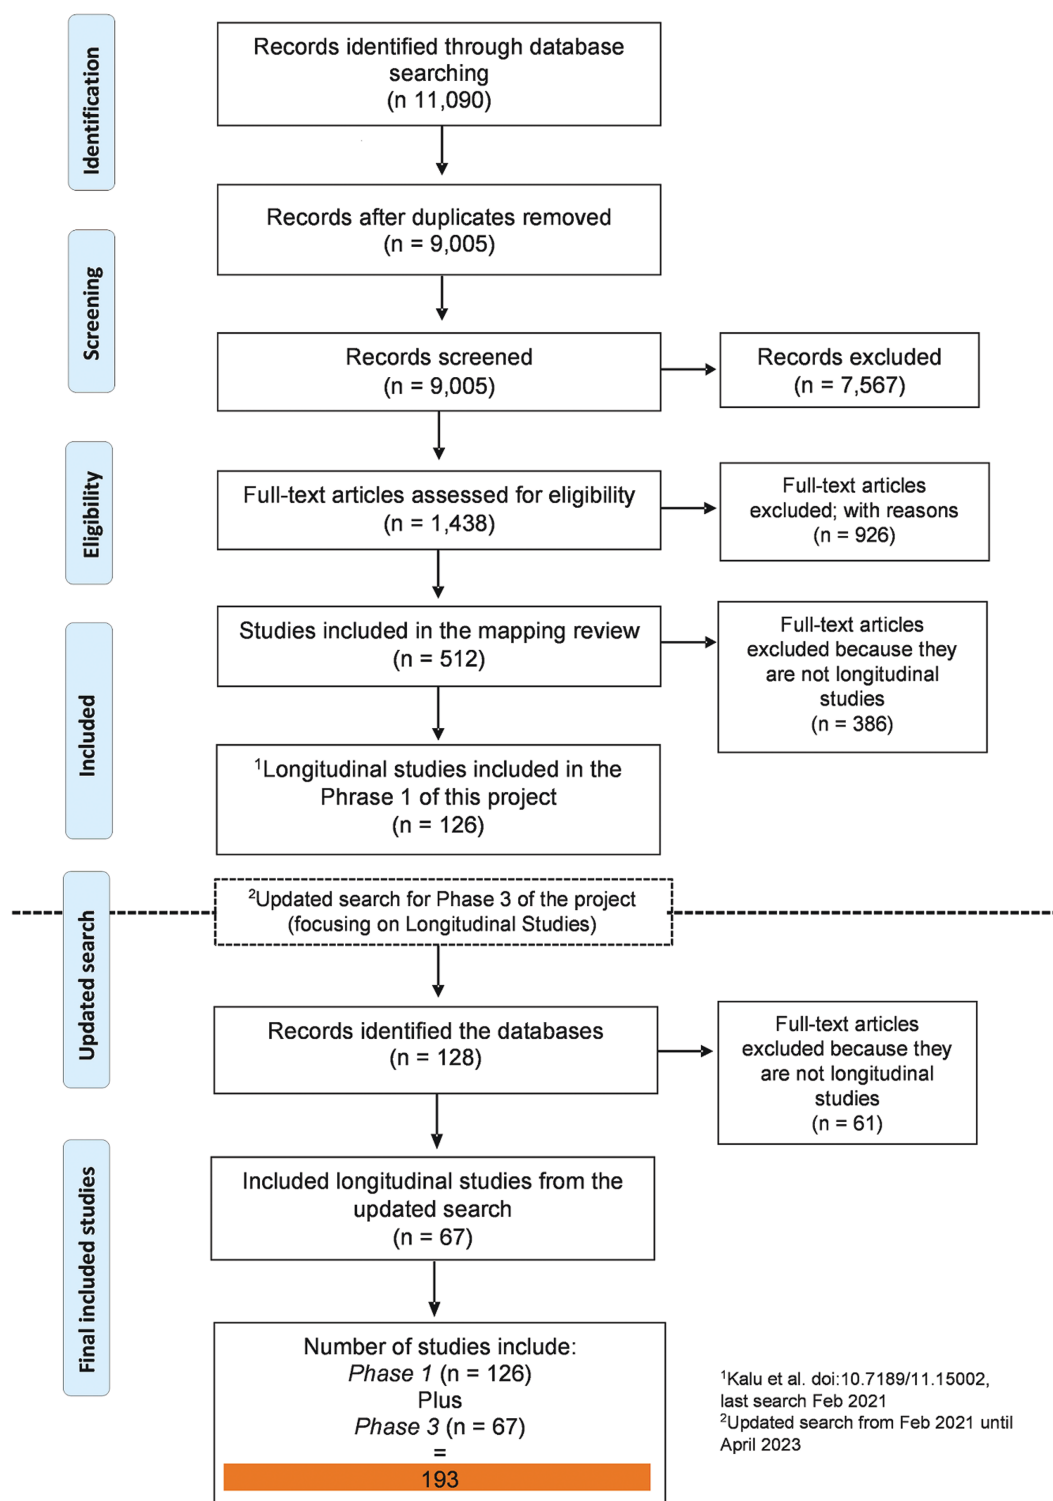 Identification
Records identified through database
searching
(n 11,090)
Records after duplicates removed
(n = 9,005)
Screening
Records screened
(n = 9,005)
Records excluded
(n = 7,567)
Eligibility
Full-text articles assessed for eligibility
(n = 1,438)
Full-text articles
excluded; with reasons
(n = 926)
Included
Studies included in the mapping review
(n = 512)
Full-text articles
excluded because they
are not longitudinal
studies
(n = 386)
¹Longitudinal studies included in the
Phrase 1 of this project
(n = 126)
Updated search
²Updated search for Phase 3 of the project
(focusing on Longitudinal Studies)
Records identified the databases
(n = 128)
Full-text articles
excluded because they
are not longitudinal
studies
(n = 61)
Final included studies
Included longitudinal studies from the
updated search
(n = 67)
Number of studies include:
Phase 1 (n = 126)
Plus
Phase 3 (n = 67)
=
193
¹Kalu et al. doi:10.7189/11.15002,
last search Feb 2021
²Updated search from Feb 2021 until
April 2023